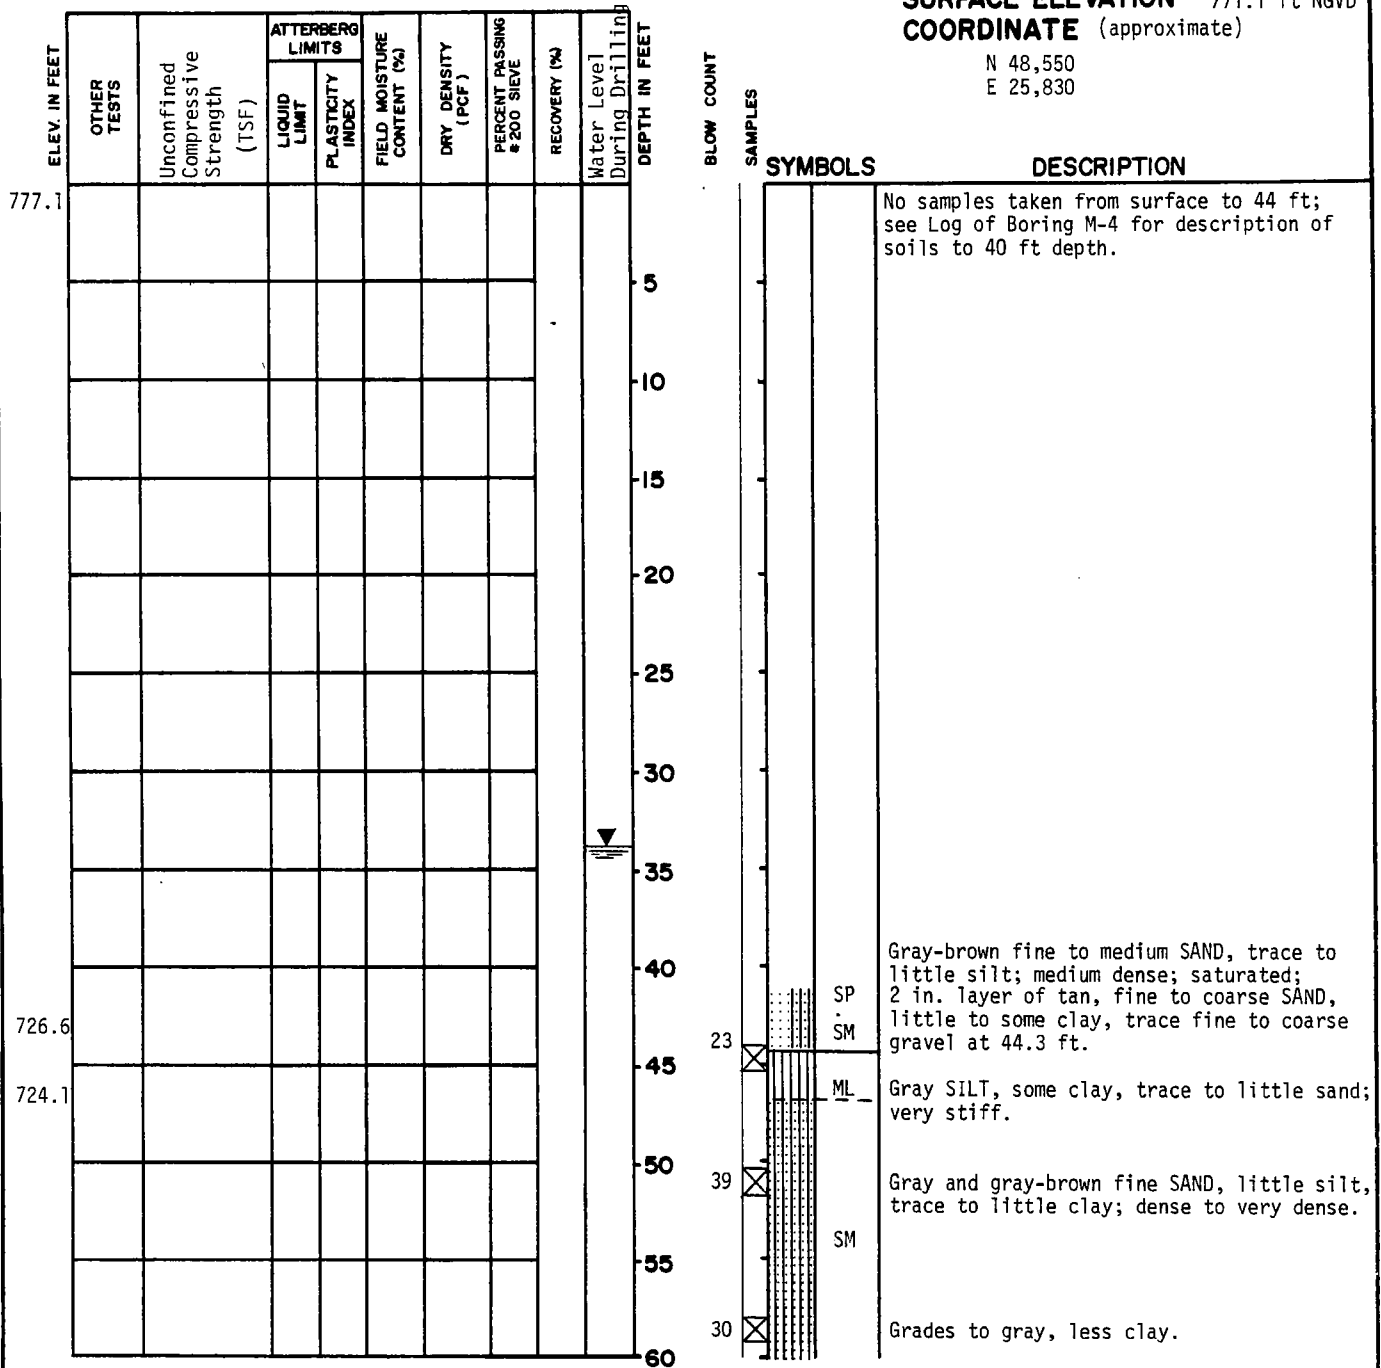 SURFACE ELEVATION 771.1 ft NGVD
COORDINATE (approximate)
N 48,550
E 25,830
ELEV. IN FEET
OTHER TESTS
Unconfined Compressive Strength (TSF)
ATTERBERG LIMITS
LIQUID LIMIT
PLASTICITY INDEX
FIELD MOISTURE CONTENT (%)
DRY DENSITY (PCF)
PERCENT PASSING #200 SIEVE
RECOVERY (%)
Water Level During Drilling
DEPTH IN FEET
BLOW COUNT
SAMPLES
SYMBOLS
DESCRIPTION
777.1
No samples taken from surface to 44 ft;
see Log of Boring M-4 for description of
soils to 40 ft depth.
5
10
15
20
25
30
35
40
Gray-brown fine to medium SAND, trace to
little silt; medium dense; saturated;
SP
2 in. layer of tan, fine to coarse SAND,
726.6
SM
little to some clay, trace fine to coarse
23
gravel at 44.3 ft.
45
724.1
ML
Gray SILT, some clay, trace to little sand;
very stiff.
50
39
Gray and gray-brown fine SAND, little silt,
trace to little clay; dense to very dense.
SM
55
30
Grades to gray, less clay.
60